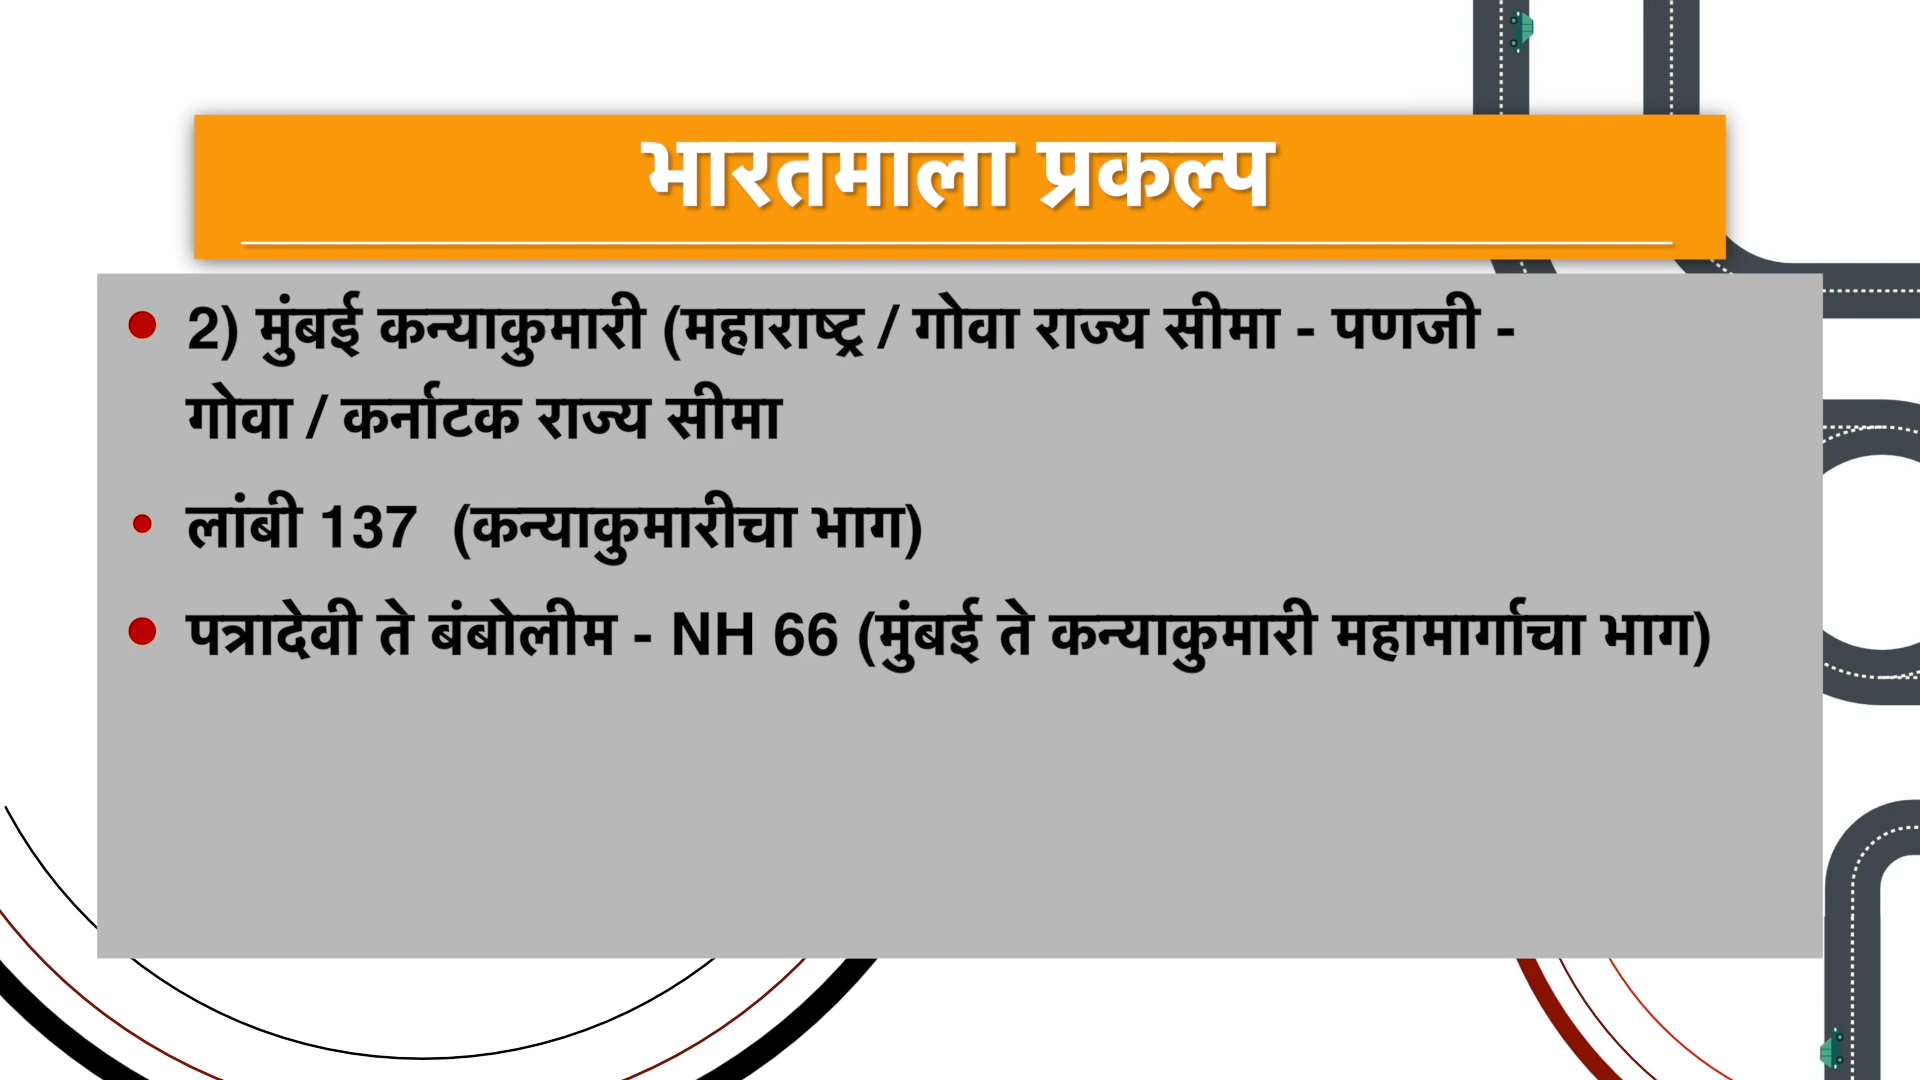 भारतमाला प्रकल्प
2) मुंबई कन्याकुमारी (महाराष्ट्र / गोवा राज्य सीमा - पणजी -
गोवा / कर्नाटक राज्य सीमा
लांबी 137 (कन्याकुमारीचा भाग)
पत्रादेवी ते बंबोलीम - NH 66 (मुंबई ते कन्याकुमारी महामार्गाचा भाग)